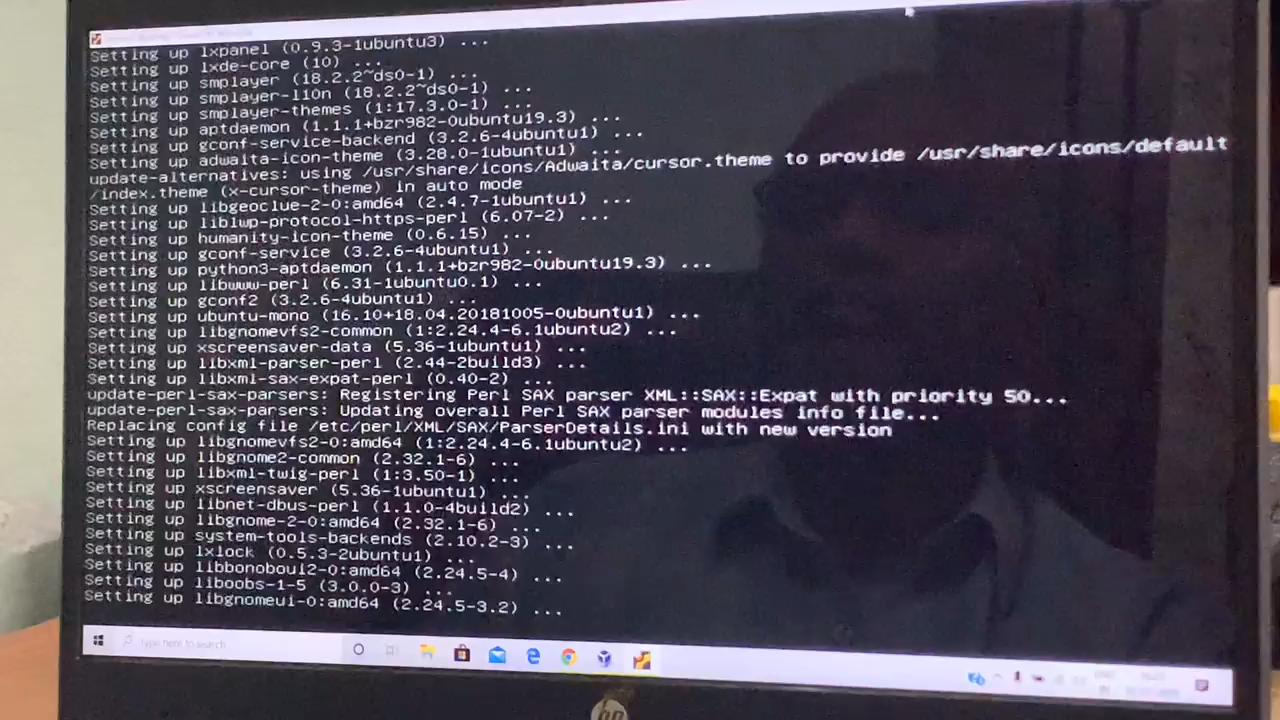 Setting up lxpanel (0.9.3-1ubuntu3) ...
Setting up lxde-core (10) ...
Setting up smplayer (18.2.2~ds0-1) ...
Setting up smplayer-l10n (18.2.2~ds0-1) ...
Setting up smplayer-themes (1:17.3.0-1) ...
Setting up aptdaemon (1.1.1+bzr982-0ubuntu19.3) ...
Setting up gconf-service-backend (3.2.6-4ubuntu1) ...
Setting up adwaita-icon-theme (3.28.0-1ubuntu1) ...
update-alternatives: using /usr/share/icons/Adwaita/cursor.theme to provide /usr/share/icons/default
/index.theme (x-cursor-theme) in auto mode
Setting up libgeoclue-2-0:amd64 (2.4.7-1ubuntu1) ...
Setting up liblwp-protocol-https-perl (6.07-2) ...
Setting up humanity-icon-theme (0.6.15) ...
Setting up gconf-service (3.2.6-4ubuntu1) ...
Setting up python3-aptdaemon (1.1.1+bzr982-0ubuntu19.3) ...
Setting up libwww-perl (6.31-1ubuntu0.1) ...
Setting up gconf2 (3.2.6-4ubuntu1) ...
Setting up ubuntu-mono (16.10+18.04.20181005-0ubuntu1) ...
Setting up libgnomevfs2-common (1:2.24.4-6.1ubuntu2) ...
Setting up xscreensaver-data (5.36-1ubuntu1) ...
Setting up libxml-parser-perl (2.44-2build3) ...
Setting up libxml-sax-expat-perl (0.40-2) ...
update-perl-sax-parsers: Registering Perl SAX parser XML::SAX::Expat with priority 50...
update-perl-sax-parsers: Updating overall Perl SAX parser modules info file...
Replacing config file /etc/perl/XML/SAX/ParserDetails.ini with new version
Setting up libgnomevfs2-0:amd64 (1:2.24.4-6.1ubuntu2) ...
Setting up libgnome2-common (2.32.1-6) ...
Setting up libxml-twig-perl (1:3.50-1) ...
Setting up xscreensaver (5.36-1ubuntu1) ...
Setting up libnet-dbus-perl (1.1.0-4build2) ...
Setting up libgnome-2-0:amd64 (2.32.1-6) ...
Setting up system-tools-backends (2.10.2-3) ...
Setting up lxlock (0.5.3-2ubuntu1) ...
Setting up libbonoboui2-0:amd64 (2.24.5-4) ...
Setting up liboobs-1-5 (3.0.0-3) ...
Setting up libgnomeui-0:amd64 (2.24.5-3.2) ...
Type here to search
hp